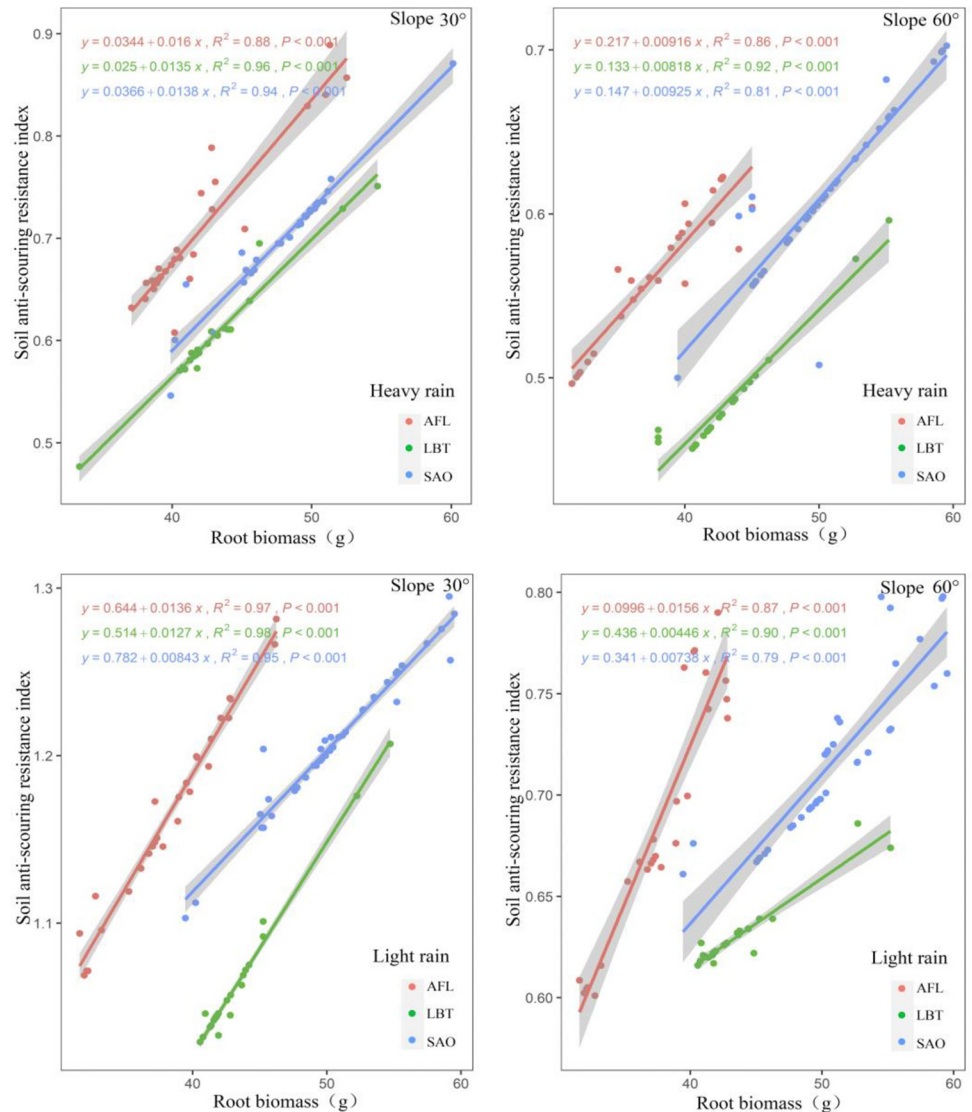 Slope 30°
y = 0.0344 + 0.016 x , R² = 0.88 , P < 0.001
y = 0.025 + 0.0135 x , R² = 0.96 , P < 0.001
y = 0.0366 + 0.0138 x , R² = 0.94 , P < 0.001
0.9
0.8
0.7
0.6
0.5
Soil anti-scouring resistance index
Heavy rain
AFL
LBT
SAO
40 50 60
Root biomass（g）
Slope 60°
y = 0.217 + 0.00916 x , R² = 0.86 , P < 0.001
y = 0.133 + 0.00818 x , R² = 0.92 , P < 0.001
y = 0.147 + 0.00925 x , R² = 0.81 , P < 0.001
0.7
0.6
0.5
Soil anti-scouring resistance index
Heavy rain
AFL
LBT
SAO
40 50 60
Root biomass（g）
Slope 30°
y = 0.644 + 0.0136 x , R² = 0.97 , P < 0.001
y = 0.514 + 0.0127 x , R² = 0.98 , P < 0.001
y = 0.782 + 0.00843 x , R² = 0.95 , P < 0.001
1.3
1.2
1.1
Soil anti-scouring resistance index
Light rain
AFL
LBT
SAO
40 50 60
Root biomass（g）
Slope 60°
y = 0.0996 + 0.0156 x , R² = 0.87 , P < 0.001
y = 0.436 + 0.00446 x , R² = 0.90 , P < 0.001
y = 0.341 + 0.00738 x , R² = 0.79 , P < 0.001
0.80
0.75
0.70
0.65
0.60
Soil anti-scouring resistance index
Light rain
AFL
LBT
SAO
40 50 60
Root biomass（g）